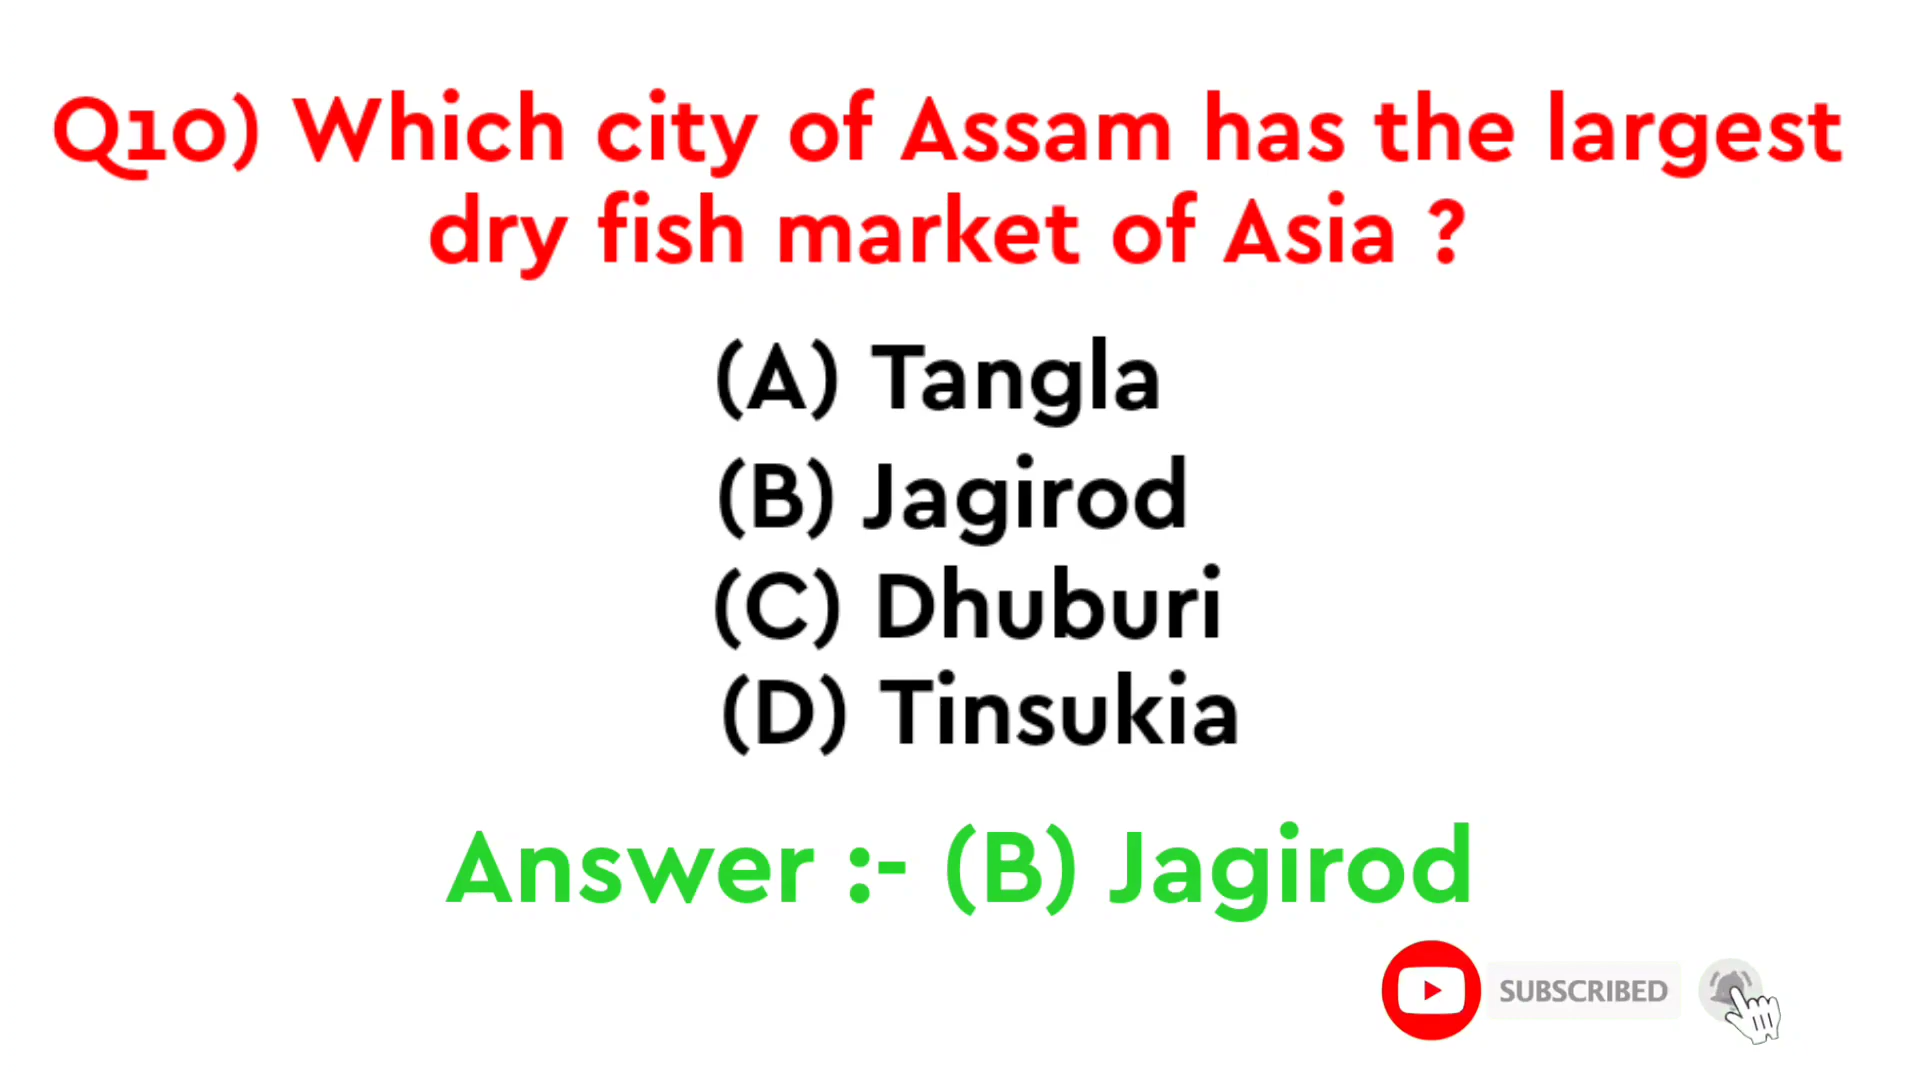 Q10) Which city of Assam has the largest
dry fish market of Asia ?
(A) Tangla
(B) Jagirod
(C) Dhuburi
(D) Tinsukia
Answer :- (B) Jagirod
SUBSCRIBED